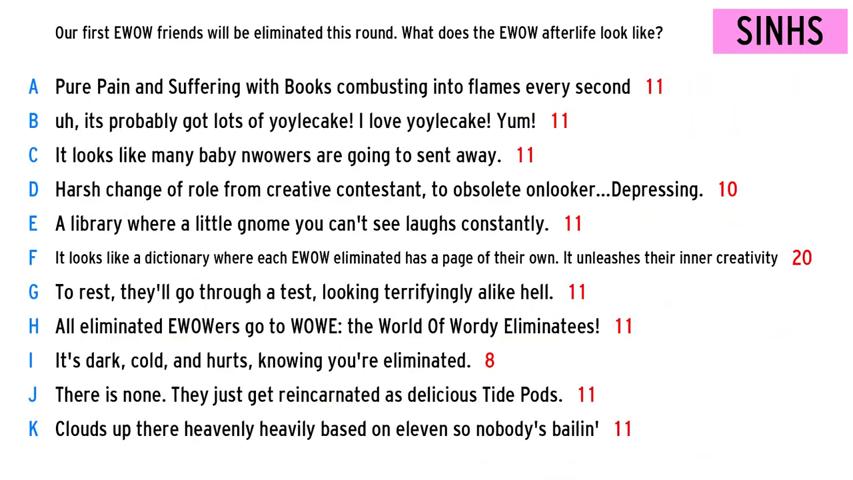 Our first EWOW friends will be eliminated this round. What does the EWOW afterlife look like?
SINHS
A Pure Pain and Suffering with Books combusting into flames every second 11
B uh, its probably got lots of yoylecake! I love yoylecake! Yum! 11
C It looks like many baby nwowers are going to sent away. 11
D Harsh change of role from creative contestant, to obsolete onlooker...Depressing. 10
E A library where a little gnome you can't see laughs constantly. 11
F It looks like a dictionary where each EWOW eliminated has a page of their own. It unleashes their inner creativity 20
G To rest, they'll go through a test, looking terrifyingly alike hell. 11
H All eliminated EWOWers go to WOWE: the World Of Wordy Eliminatees! 11
I It's dark, cold, and hurts, knowing you're eliminated. 8
J There is none. They just get reincarnated as delicious Tide Pods. 11
K Clouds up there heavenly heavily based on eleven so nobody's bailin' 11